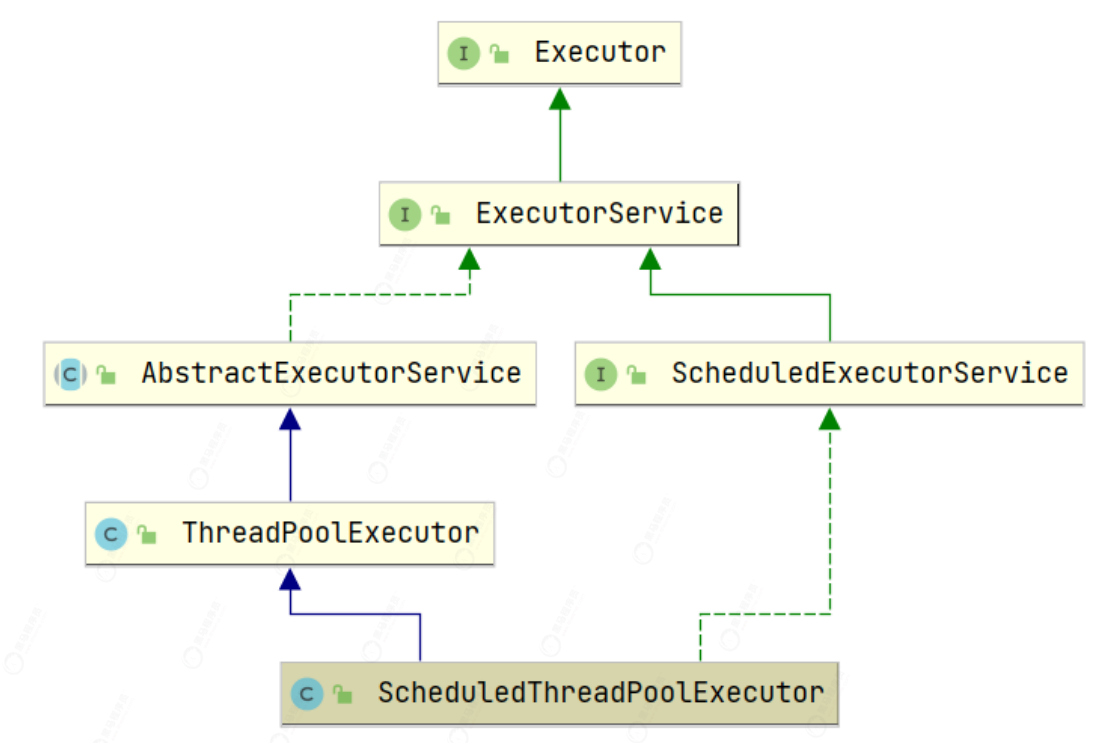 I Executor
I ExecutorService
C AbstractExecutorService
I ScheduledExecutorService
C ThreadPoolExecutor
C ScheduledThreadPoolExecutor